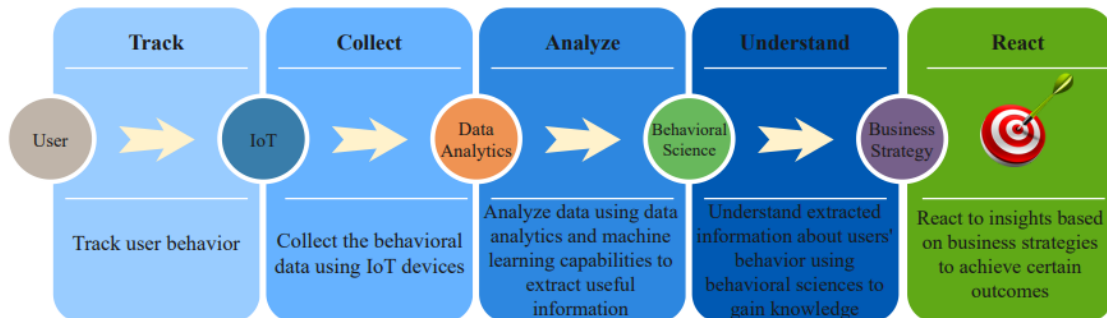 Track
Collect
Analyze
Understand
React
User
IoT
Data
Analytics
Behavioral
Science
Business
Strategy
Track user behavior
Collect the behavioral
data using IoT devices
Analyze data using data
analytics and machine
learning capabilities to
extract useful
information
Understand extracted
information about users'
behavior using
behavioral sciences to
gain knowledge
React to insights based
on business strategies
to achieve certain
outcomes